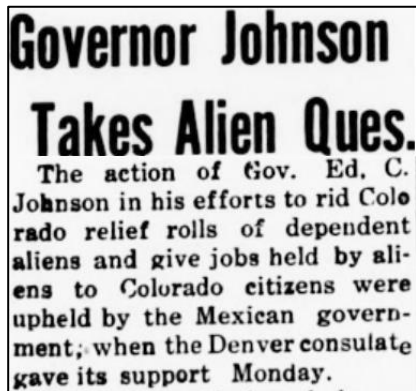 Governor Johnson
Takes Alien Ques.
The action of Gov. Ed, C.
Johnson in his efforts to rid Colo
rado relief rolls of dependent
aliens and give jobs held by ali-
ens to Colorado citizens were
upheld by the Mexican govern-
ment; when the Denver consulate
gave its support Monday.